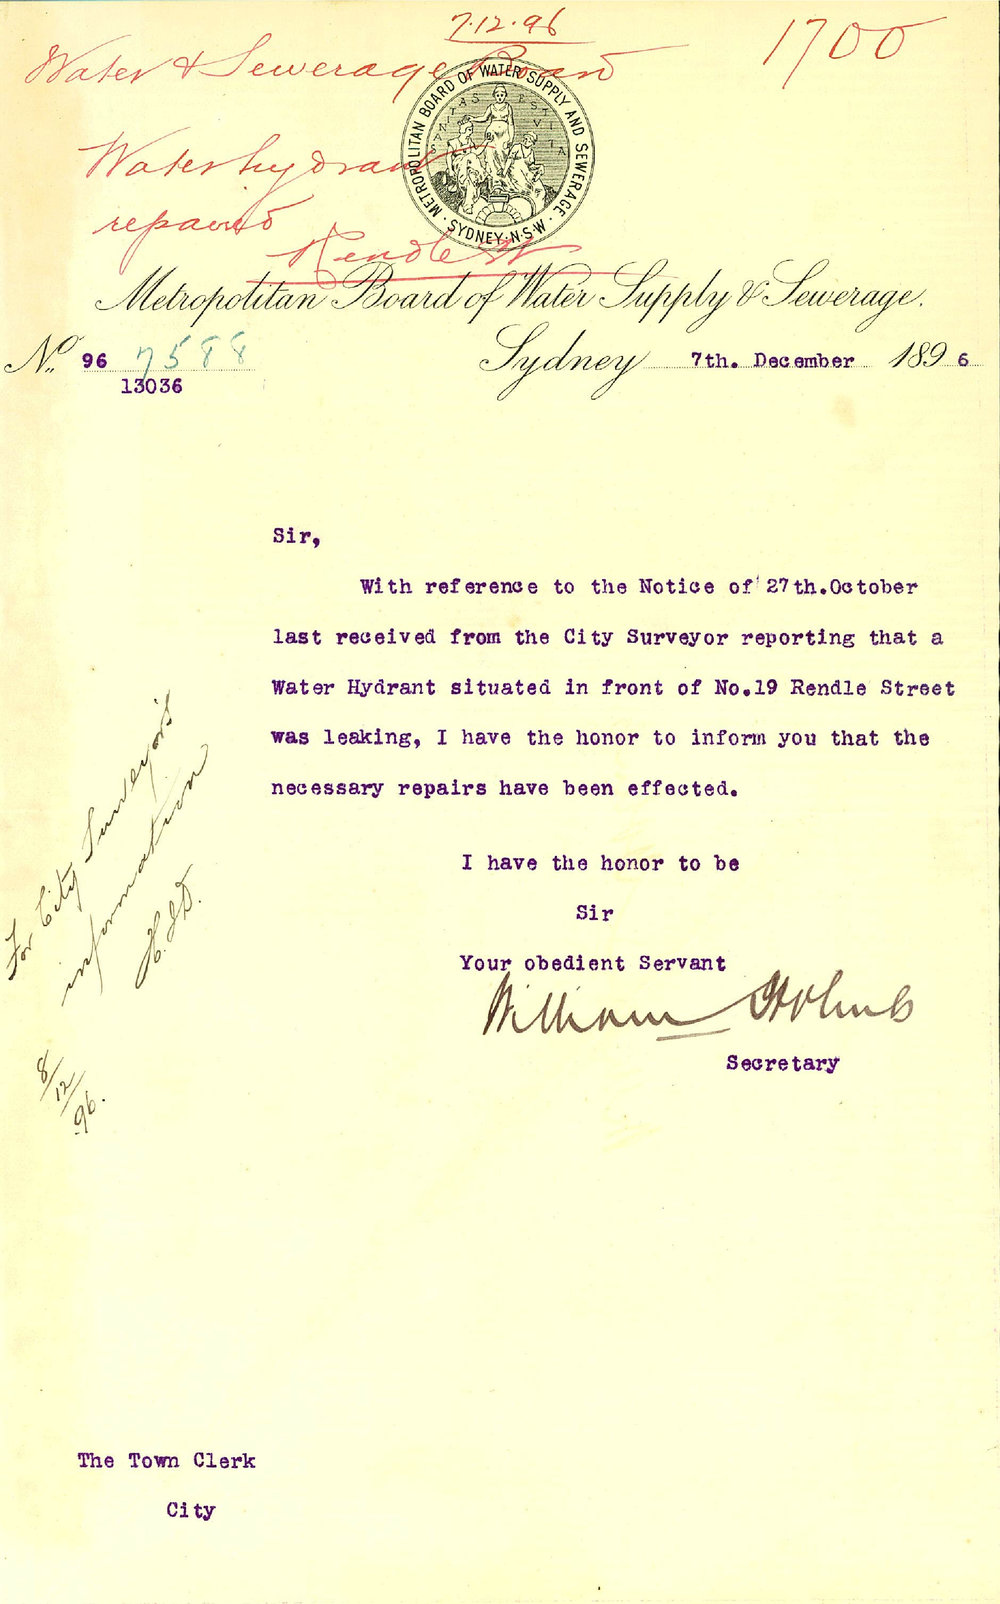 7.12.96
1700
Water & Sewerage Board
Water hydrant
repaired
Rendle St
METROPOLITAN BOARD OF WATER SUPPLY AND SEWERAGE.
· SYDNEY·N·S·W·
SANITAS EST VITA
Metropolitan Board of Water Supply & Sewerage.
No. 96 7588
13036
Sydney 7th. December 1896
Sir,
With reference to the Notice of 27th.October
last received from the City Surveyor reporting that a
Water Hydrant situated in front of No.19 Rendle Street
was leaking, I have the honor to inform you that the
necessary repairs have been effected.
I have the honor to be
Sir
Your obedient Servant
William
Secretary
For City Surveyor's
information
8/12/96.
The Town Clerk
City